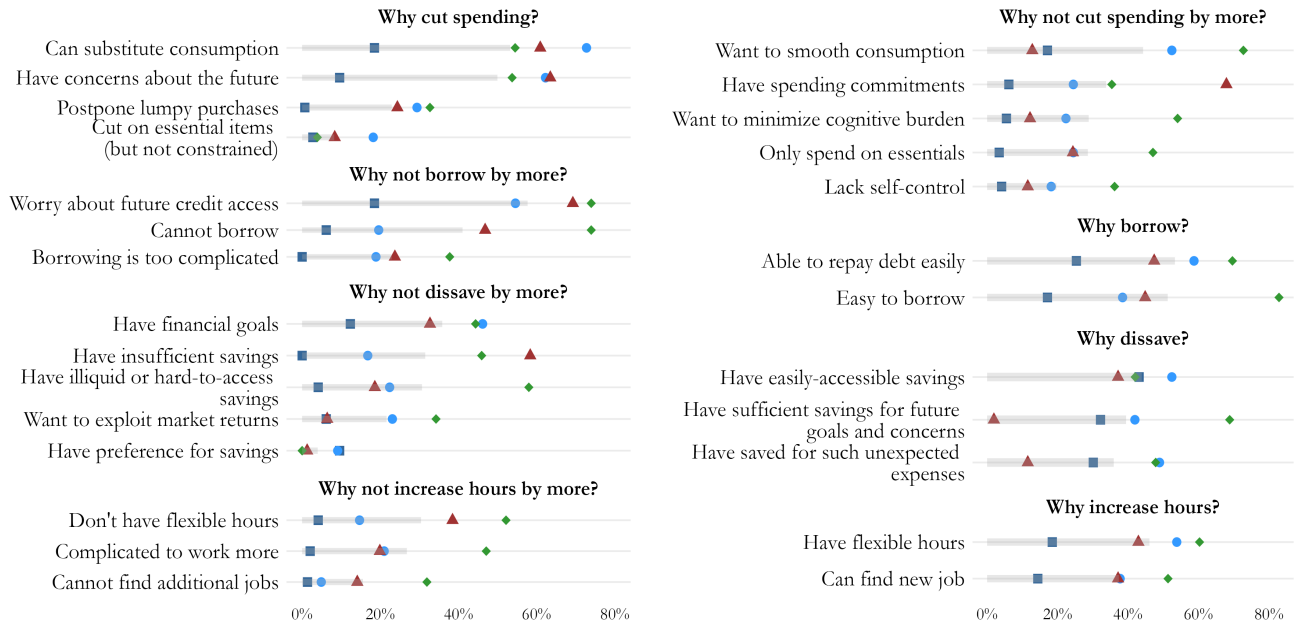 Why cut spending?
Can substitute consumption
Have concerns about the future
Postpone lumpy purchases
Cut on essential items
(but not constrained)
Why not borrow by more?
Worry about future credit access
Cannot borrow
Borrowing is too complicated
Why not dissave by more?
Have financial goals
Have insufficient savings
Have illiquid or hard-to-access
savings
Want to exploit market returns
Have preference for savings
Why not increase hours by more?
Don't have flexible hours
Complicated to work more
Cannot find additional jobs
0% 20% 40% 60% 80%
Why not cut spending by more?
Want to smooth consumption
Have spending commitments
Want to minimize cognitive burden
Only spend on essentials
Lack self-control
Why borrow?
Able to repay debt easily
Easy to borrow
Why dissave?
Have easily-accessible savings
Have sufficient savings for future
goals and concerns
Have saved for such unexpected
expenses
Why increase hours?
Have flexible hours
Can find new job
0% 20% 40% 60% 80%